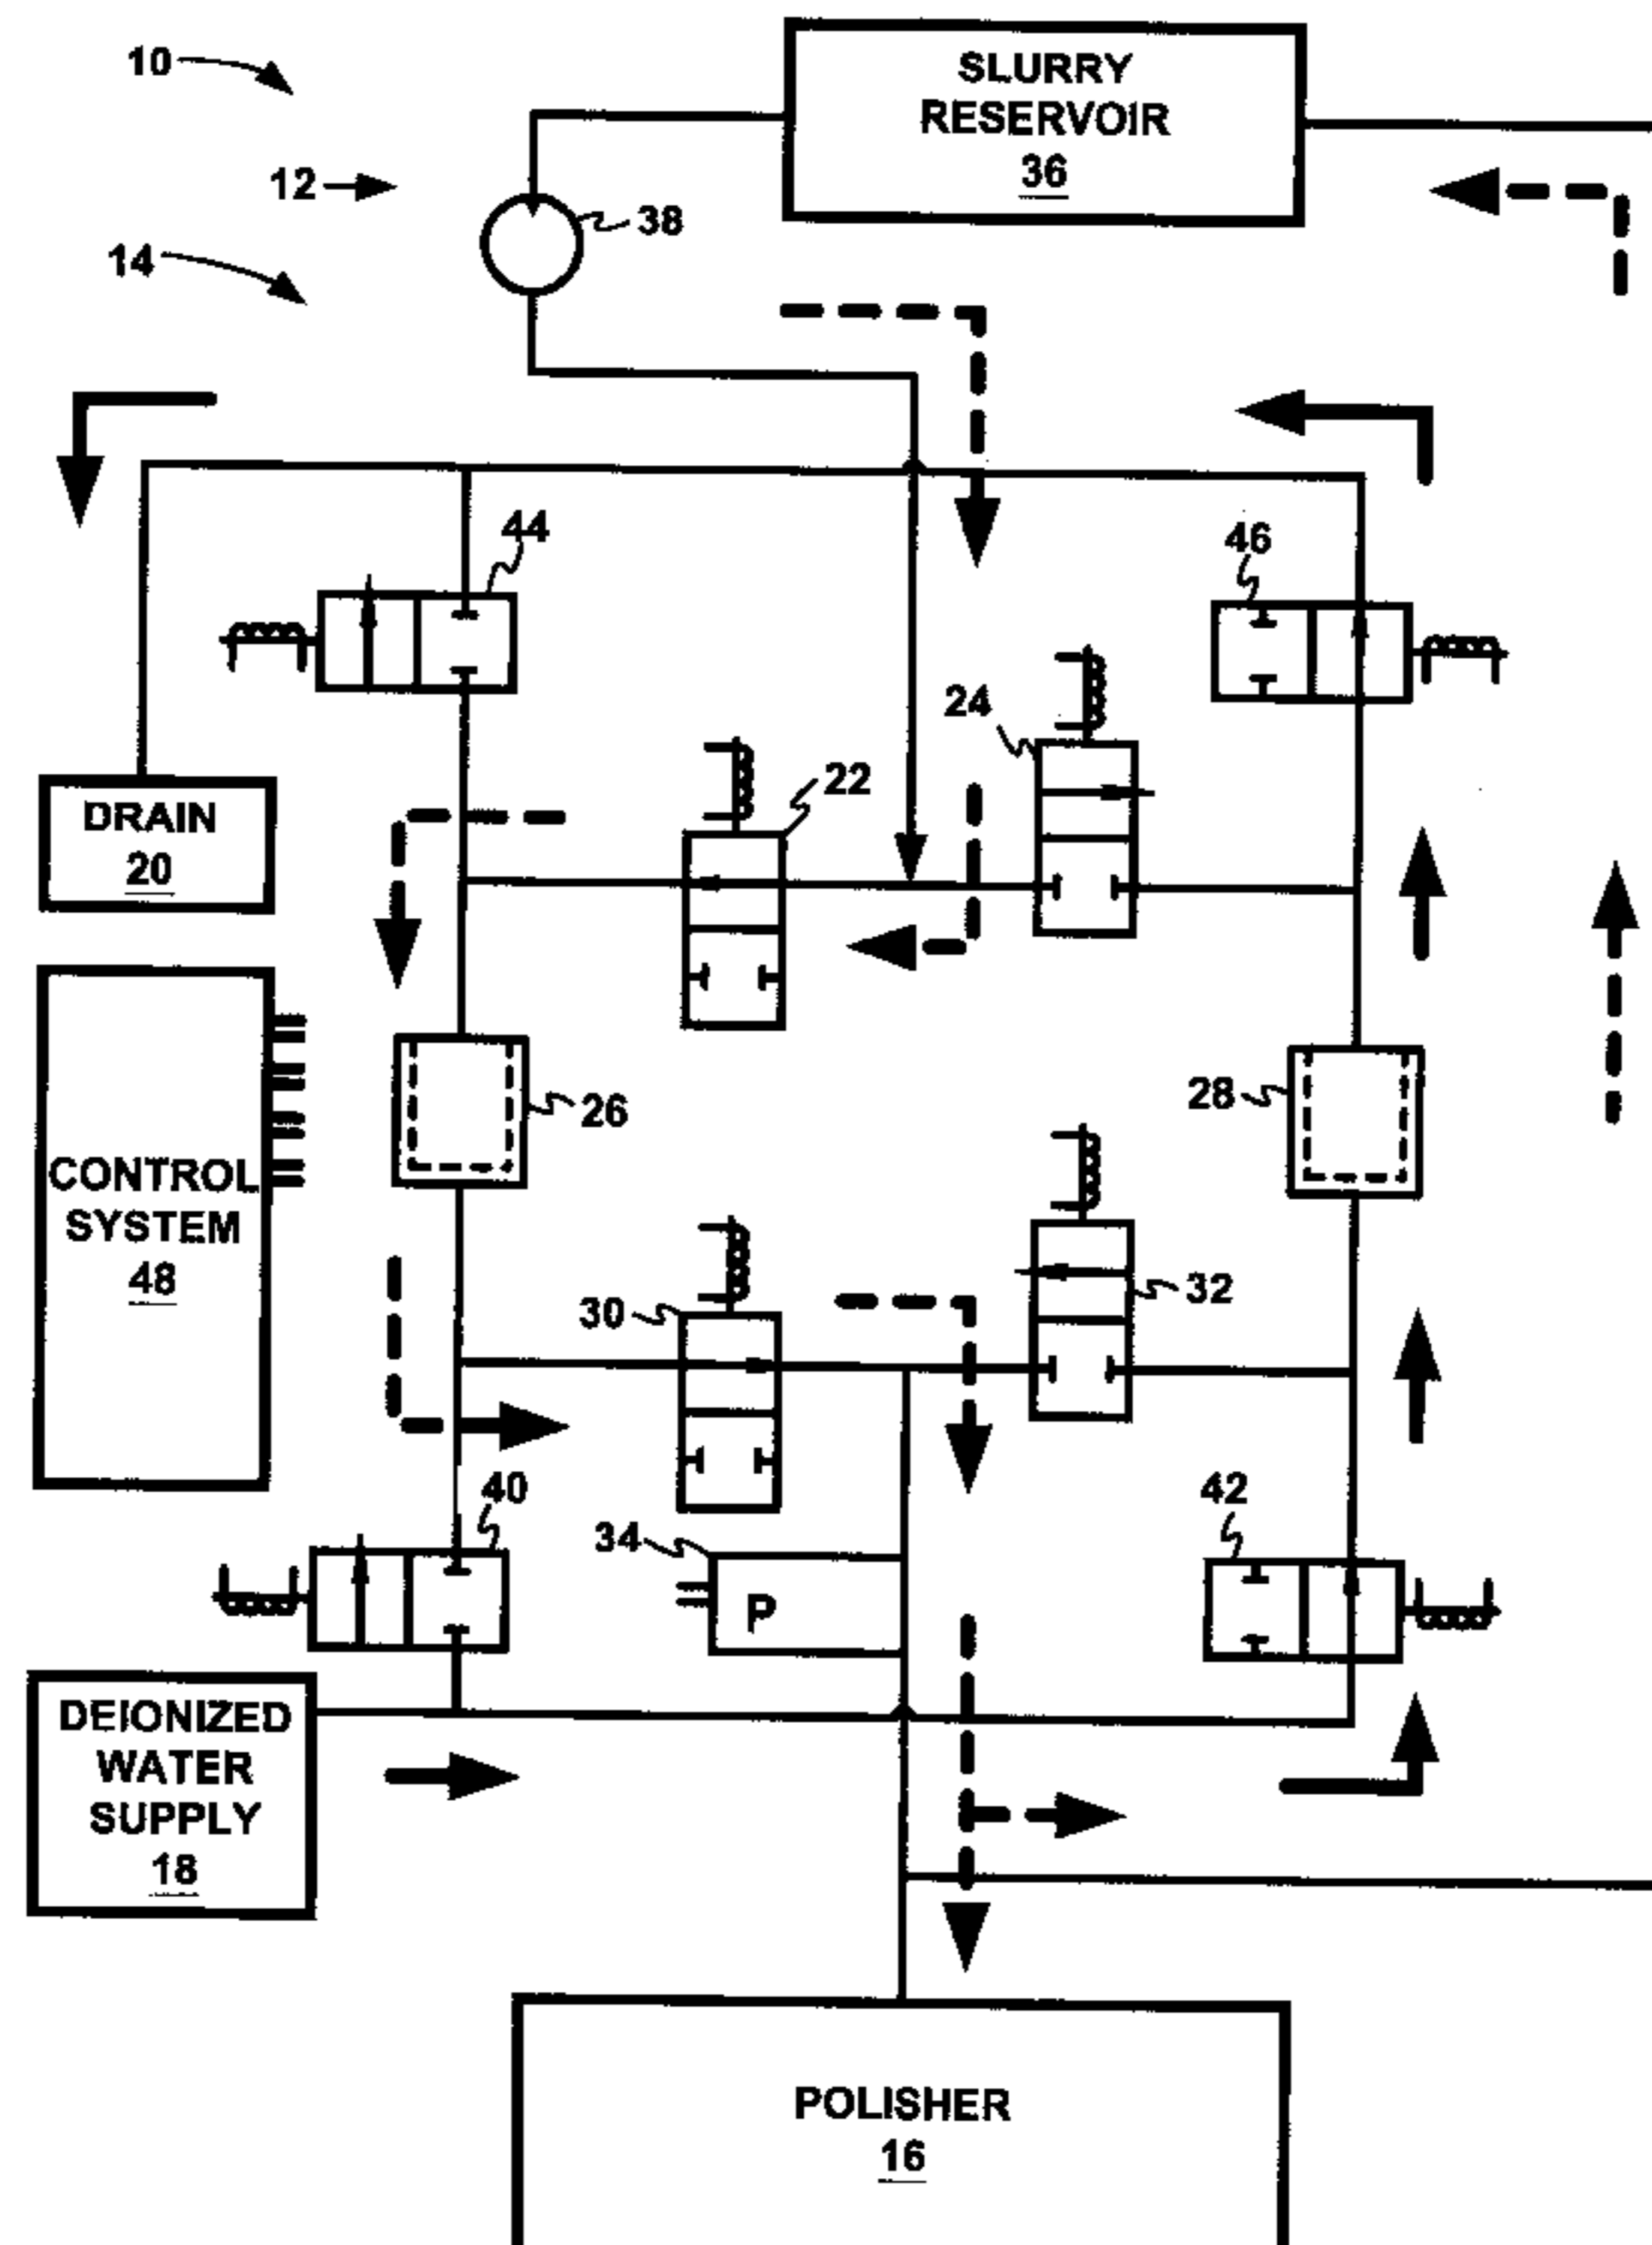 10
SLURRY
RESERVOIR
36
12
38
14
44
46
24
22
DRAIN
20
26
28
CONTROL
SYSTEM
48
30
32
40
42
34
P
DEIONIZED
WATER
SUPPLY
18
POLISHER
16